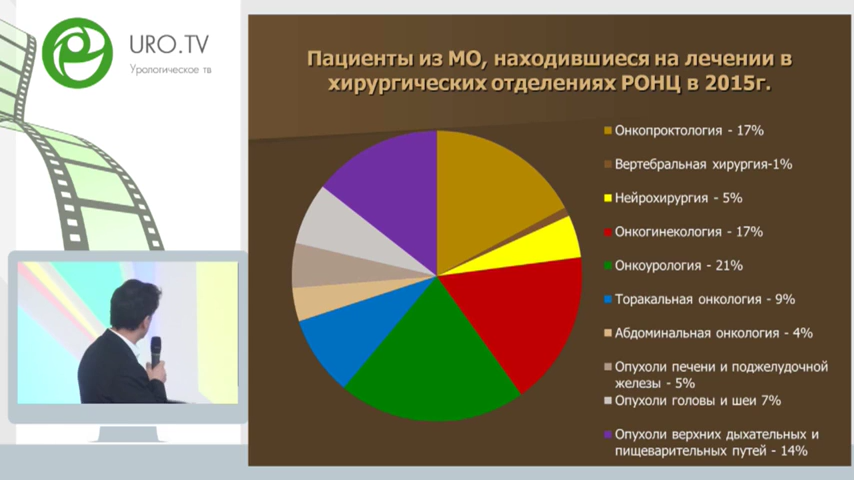 URO.TV
Урологическое тв
Пациенты из МО, находившиеся на лечении в
хирургических отделениях РОНЦ в 2015г.
Онкопроктология - 17%
Вертебральная хирургия-1%
Нейрохирургия - 5%
Онкогинекология - 17%
Онкоурология - 21%
Торакальная онкология - 9%
Абдоминальная онкология - 4%
Опухоли печени и поджелудочной
железы - 5%
Опухоли головы и шеи 7%
Опухоли верхних дыхательных и
пищеварительных путей - 14%